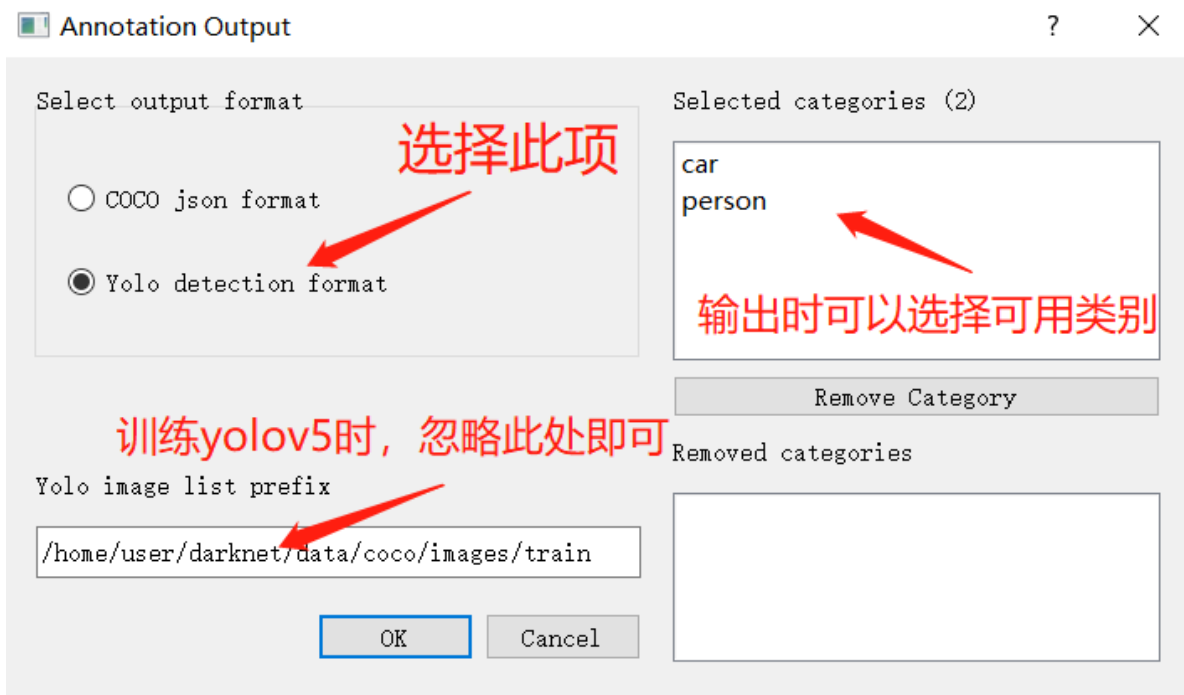 Annotation Output
Select output format
选择此项
COCO json format
Yolo detection format
训练yolov5时，忽略此处即可
Yolo image list prefix
/home/user/darknet/data/coco/images/train
OK
Cancel
Selected categories (2)
car
person
输出时可以选择可用类别
Remove Category
Removed categories